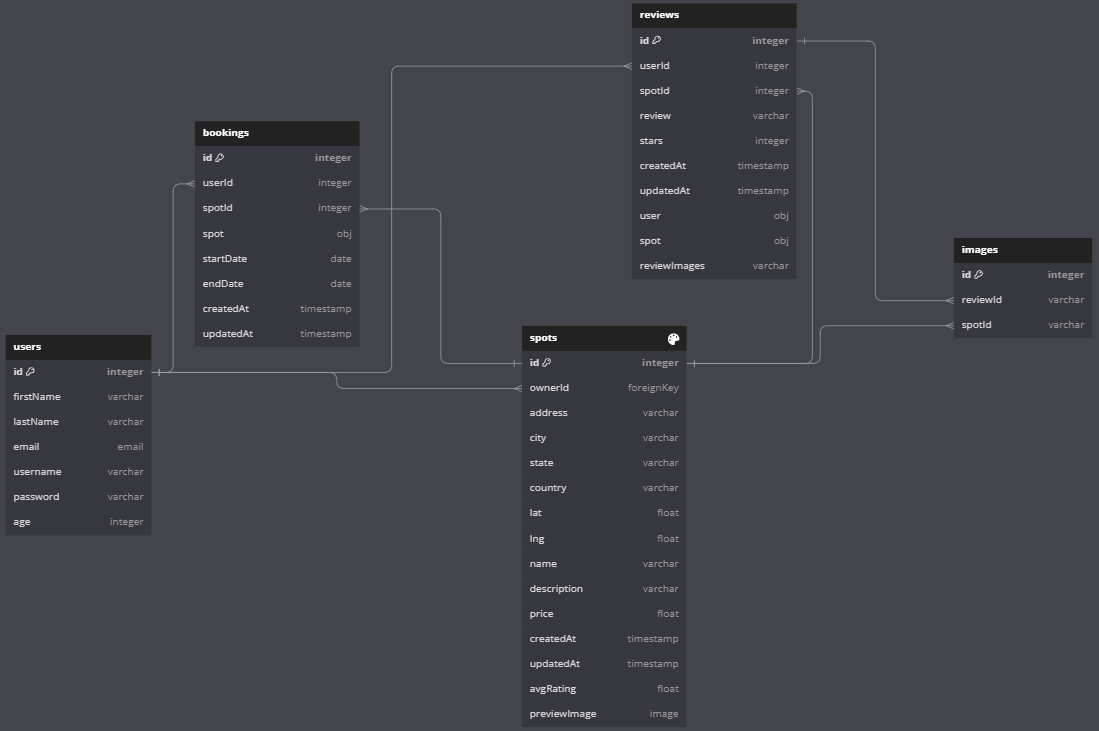 reviews
id integer
userId integer
spotId integer
review varchar
stars integer
createdAt timestamp
updatedAt timestamp
user obj
spot obj
reviewImages varchar
bookings
id integer
userId integer
spotId integer
spot obj
startDate date
endDate date
createdAt timestamp
updatedAt timestamp
images
id integer
reviewId varchar
spotId varchar
users
id integer
firstName varchar
lastName varchar
email email
username varchar
password varchar
age integer
spots
id integer
ownerId foreignKey
address varchar
city varchar
state varchar
country varchar
lat float
lng float
name varchar
description varchar
price float
createdAt timestamp
updatedAt timestamp
avgRating float
previewImage image